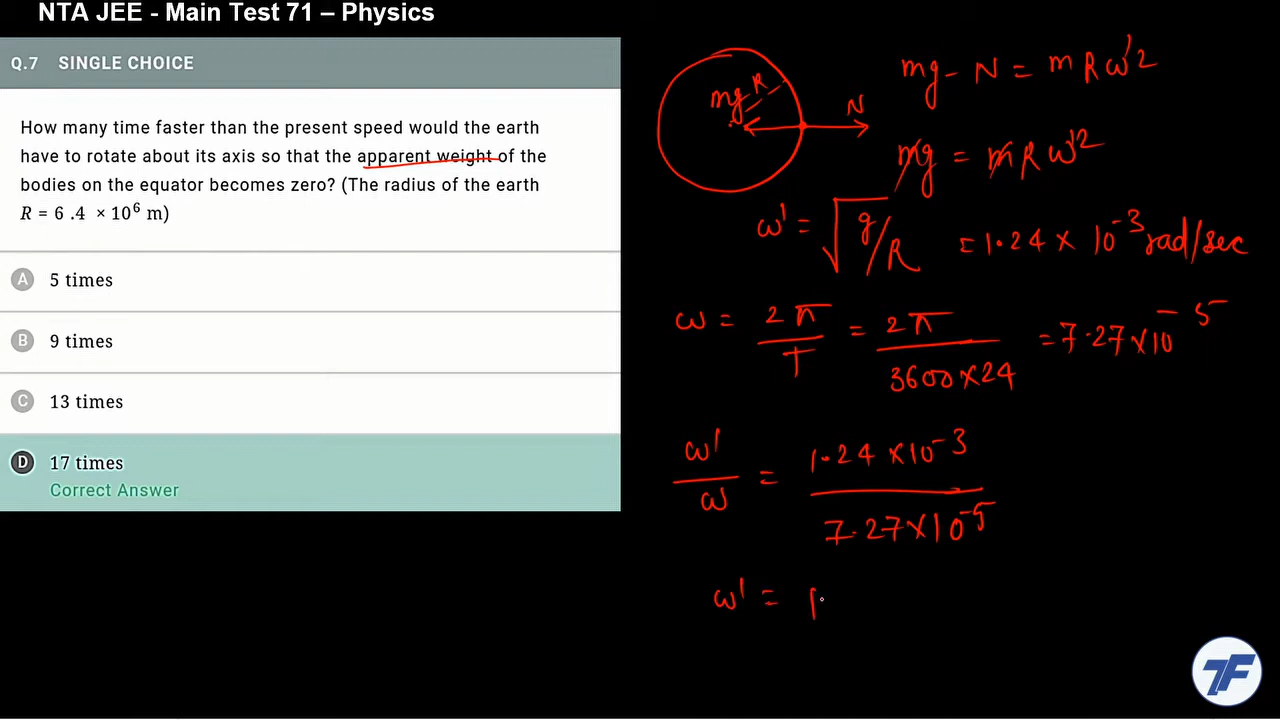 NTA JEE - Main Test 71 – Physics
Q.7 SINGLE CHOICE
How many time faster than the present speed would the earth
have to rotate about its axis so that the apparent weight of the
bodies on the equator becomes zero? (The radius of the earth
R = 6 .4 × 10⁶ m)
A 5 times
B 9 times
C 13 times
D 17 times
Correct Answer
mg R N
mg - N = mRω'²
mg = mRω'²
ω' = √g/R = 1.24 × 10⁻³ rad/sec
ω = 2π/T = 2π/3600×24 = 7.27×10⁻⁵
ω'/ω = 1.24 ×10⁻³/7.27×10⁻⁵
ω' = 1.
7F